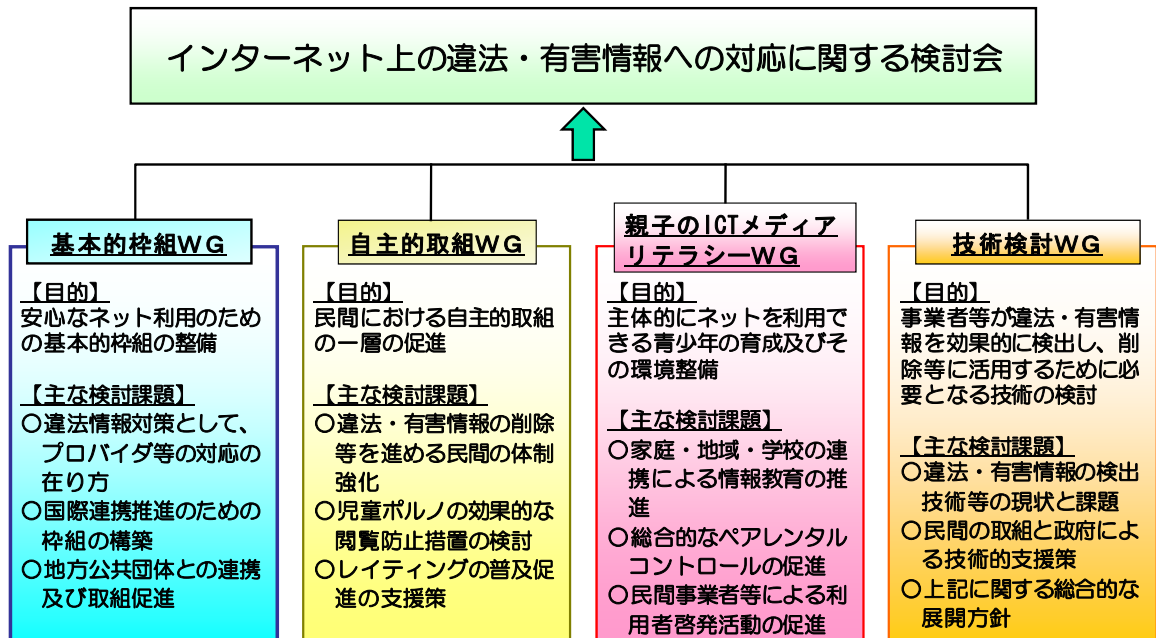 インターネット上の違法・有害情報への対応に関する検討会
基本的枠組WG
【目的】
安心なネット利用のため
の基本的枠組の整備
【主な検討課題】
○違法情報対策として、
プロバイダ等の対応の
在り方
○国際連携推進のための
枠組の構築
○地方公共団体との連携
及び取組促進
自主的取組WG
【目的】
民間における自主的取組
の一層の促進
【主な検討課題】
○違法・有害情報の削除
等を進める民間の体制
強化
○児童ポルノの効果的な
閲覧防止措置の検討
○レイティングの普及促
進の支援策
親子のICTメディア
リテラシーWG
【目的】
主体的にネットを利用で
きる青少年の育成及びそ
の環境整備
【主な検討課題】
○家庭・地域・学校の連
携による情報教育の推
進
○総合的なペアレンタル
コントロールの促進
○民間事業者等による利
用者啓発活動の促進
技術検討WG
【目的】
事業者等が違法・有害情
報を効果的に検出し、削
除等に活用するために必
要となる技術の検討
【主な検討課題】
○違法・有害情報の検出
技術等の現状と課題
○民間の取組と政府によ
る技術的支援策
○上記に関する総合的な
展開方針